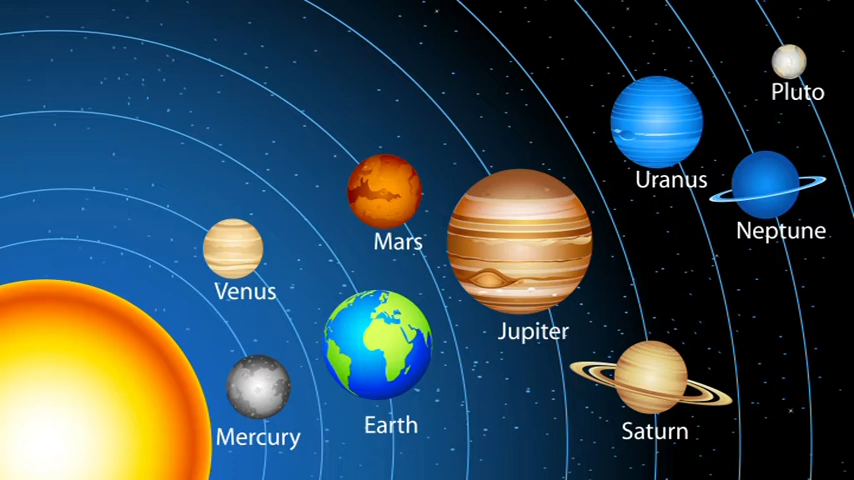 Pluto
Uranus
Neptune
Mars
Venus
Jupiter
Earth
Saturn
Mercury